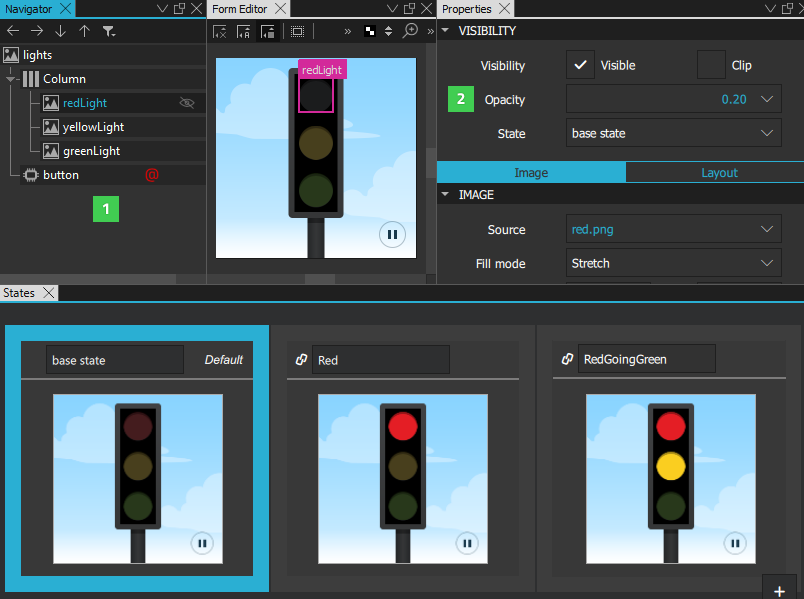 Navigator
Form Editor
Properties
lights
Column
redLight
yellowLight
greenLight
button
@
1
A
»
»
redLight
VISIBILITY
Visibility
Visible
Clip
2
Opacity
0.20
State
base state
Image
Layout
IMAGE
Source
red.png
Fill mode
Stretch
States
base state
Default
Red
RedGoingGreen
+